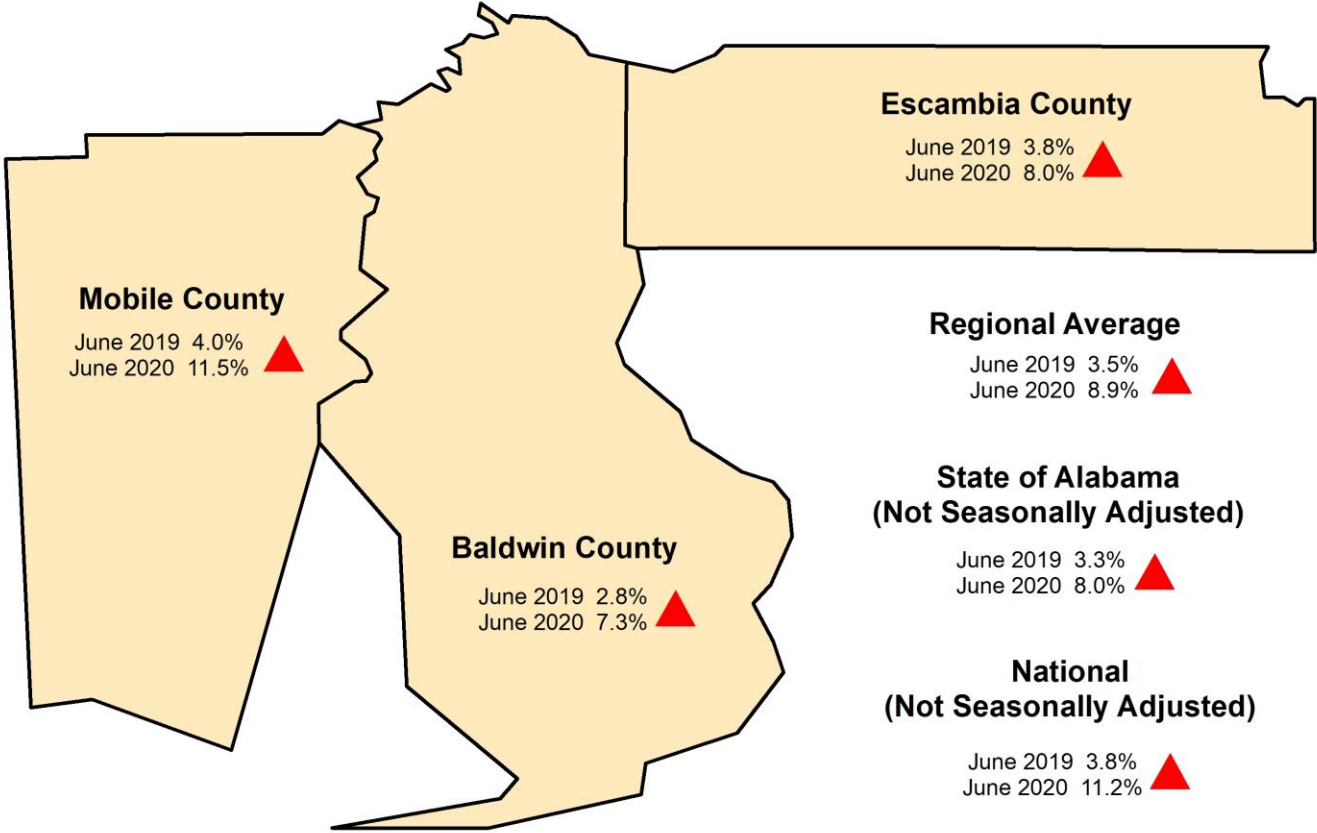 Escambia County
June 2019 3.8%
June 2020 8.0%
Mobile County
June 2019 4.0%
June 2020 11.5%
Baldwin County
June 2019 2.8%
June 2020 7.3%
Regional Average
June 2019 3.5%
June 2020 8.9%
State of Alabama
(Not Seasonally Adjusted)
June 2019 3.3%
June 2020 8.0%
National
(Not Seasonally Adjusted)
June 2019 3.8%
June 2020 11.2%